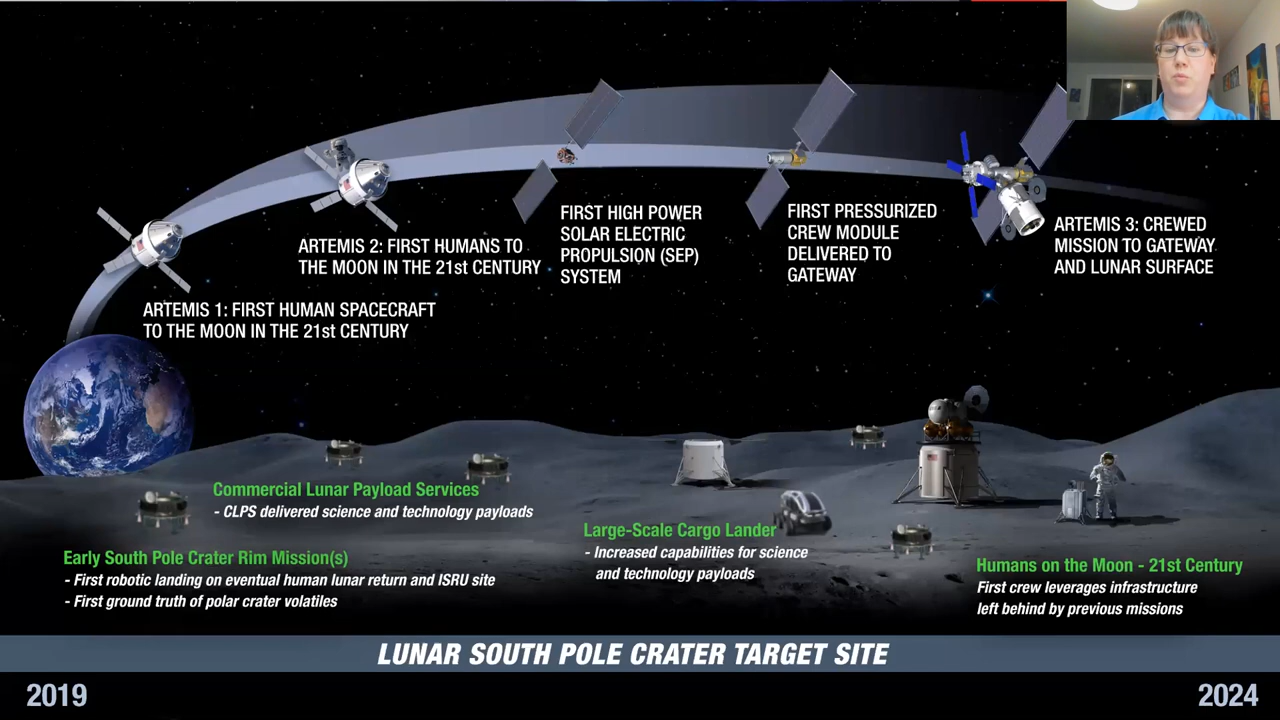 FIRST HIGH POWER
SOLAR ELECTRIC
PROPULSION (SEP)
SYSTEM
FIRST PRESSURIZED
CREW MODULE
DELIVERED TO
GATEWAY
ARTEMIS 3: CREWED
MISSION TO GATEWAY
AND LUNAR SURFACE
ARTEMIS 2: FIRST HUMANS TO
THE MOON IN THE 21st CENTURY
ARTEMIS 1: FIRST HUMAN SPACECRAFT
TO THE MOON IN THE 21st CENTURY
Commercial Lunar Payload Services
- CLPS delivered science and technology payloads
Early South Pole Crater Rim Mission(s)
- First robotic landing on eventual human lunar return and ISRU site
- First ground truth of polar crater volatiles
Large-Scale Cargo Lander
- Increased capabilities for science
and technology payloads
Humans on the Moon - 21st Century
First crew leverages infrastructure
left behind by previous missions
LUNAR SOUTH POLE CRATER TARGET SITE
2019
2024